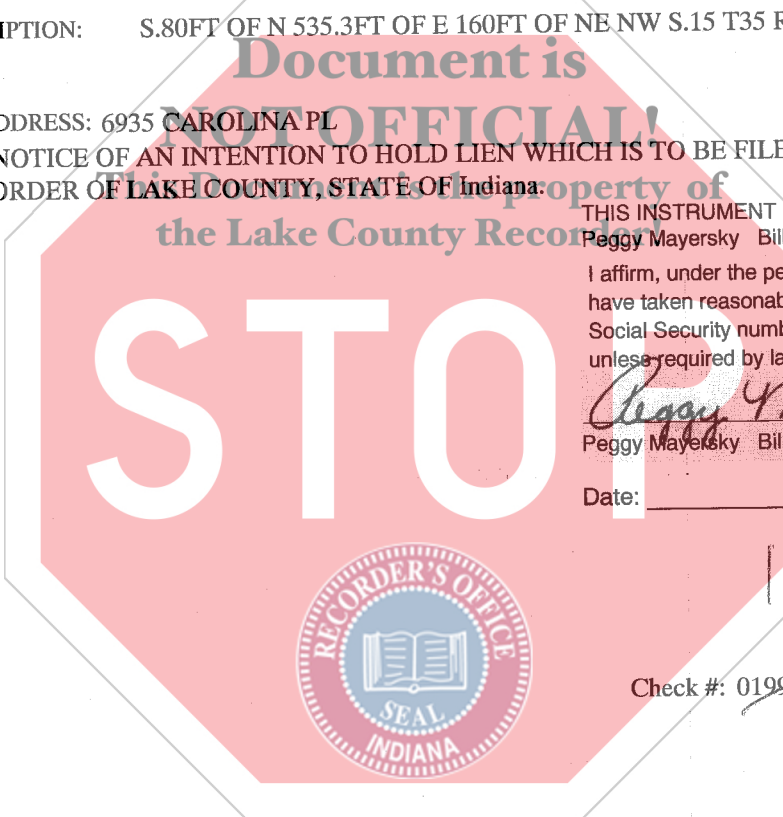 IPTION: S.80FT OF N 535.3FT OF E 160FT OF NE NW S.15 T35 R
Document is
NOT OFFICIAL!
DDRESS: 6935 CAROLINA PL
NOTICE OF AN INTENTION TO HOLD LIEN WHICH IS TO BE FILE
ORDER OF LAKE COUNTY, STATE OF Indiana.
This Document is the property of
the Lake County Recorder!
THIS INSTRUMENT
Peggy Mayersky Bil
I affirm, under the pe
have taken reasonab
Social Security numb
unless required by la
STOP
Peggy M
Peggy Mayersky Bil
Date:
RECORDER'S OFFICE
SEAL
INDIANA
Check #: 0199